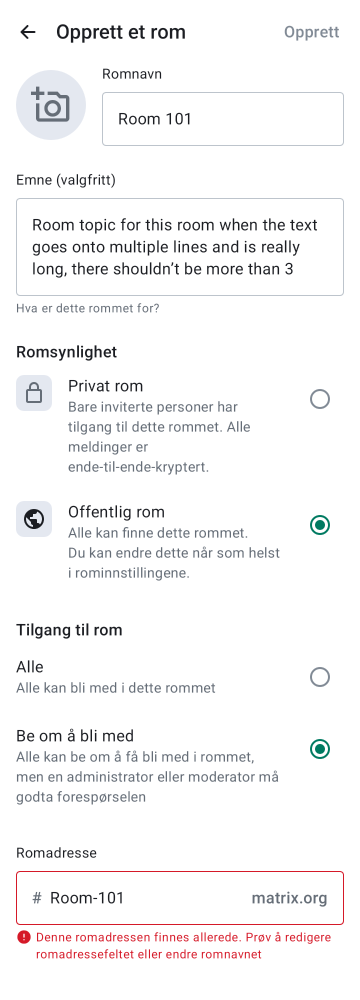 Opprett et rom
Opprett
Romnavn
Room 101
Emne (valgfritt)
Room topic for this room when the text
goes onto multiple lines and is really
long, there shouldn’t be more than 3
Hva er dette rommet for?
Romsynlighet
Privat rom
Bare inviterte personer har
tilgang til dette rommet. Alle
meldinger er
ende-til-ende-kryptert.
Offentlig rom
Alle kan finne dette rommet.
Du kan endre dette når som helst
i rominnstillingene.
Tilgang til rom
Alle
Alle kan bli med i dette rommet
Be om å bli med
Alle kan be om å få bli med i rommet,
men en administrator eller moderator må
godta forespørselen
Romadresse
# Room-101 matrix.org
Denne romadressen finnes allerede. Prøv å redigere
romadressefeltet eller endre romnavnet